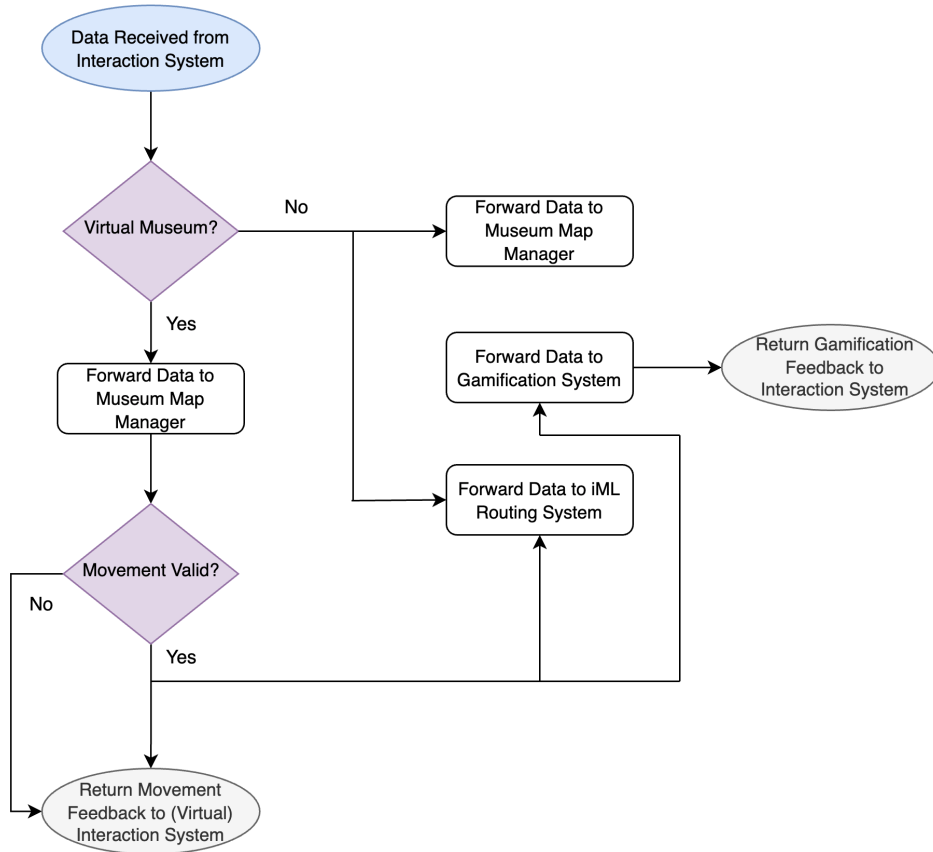 Data Received from
Interaction System
Virtual Museum?
No
Forward Data to
Museum Map
Manager
Yes
Forward Data to
Museum Map
Manager
Forward Data to
Gamification System
Return Gamification
Feedback to
Interaction System
Forward Data to iML
Routing System
Movement Valid?
No
Yes
Return Movement
Feedback to (Virtual)
Interaction System